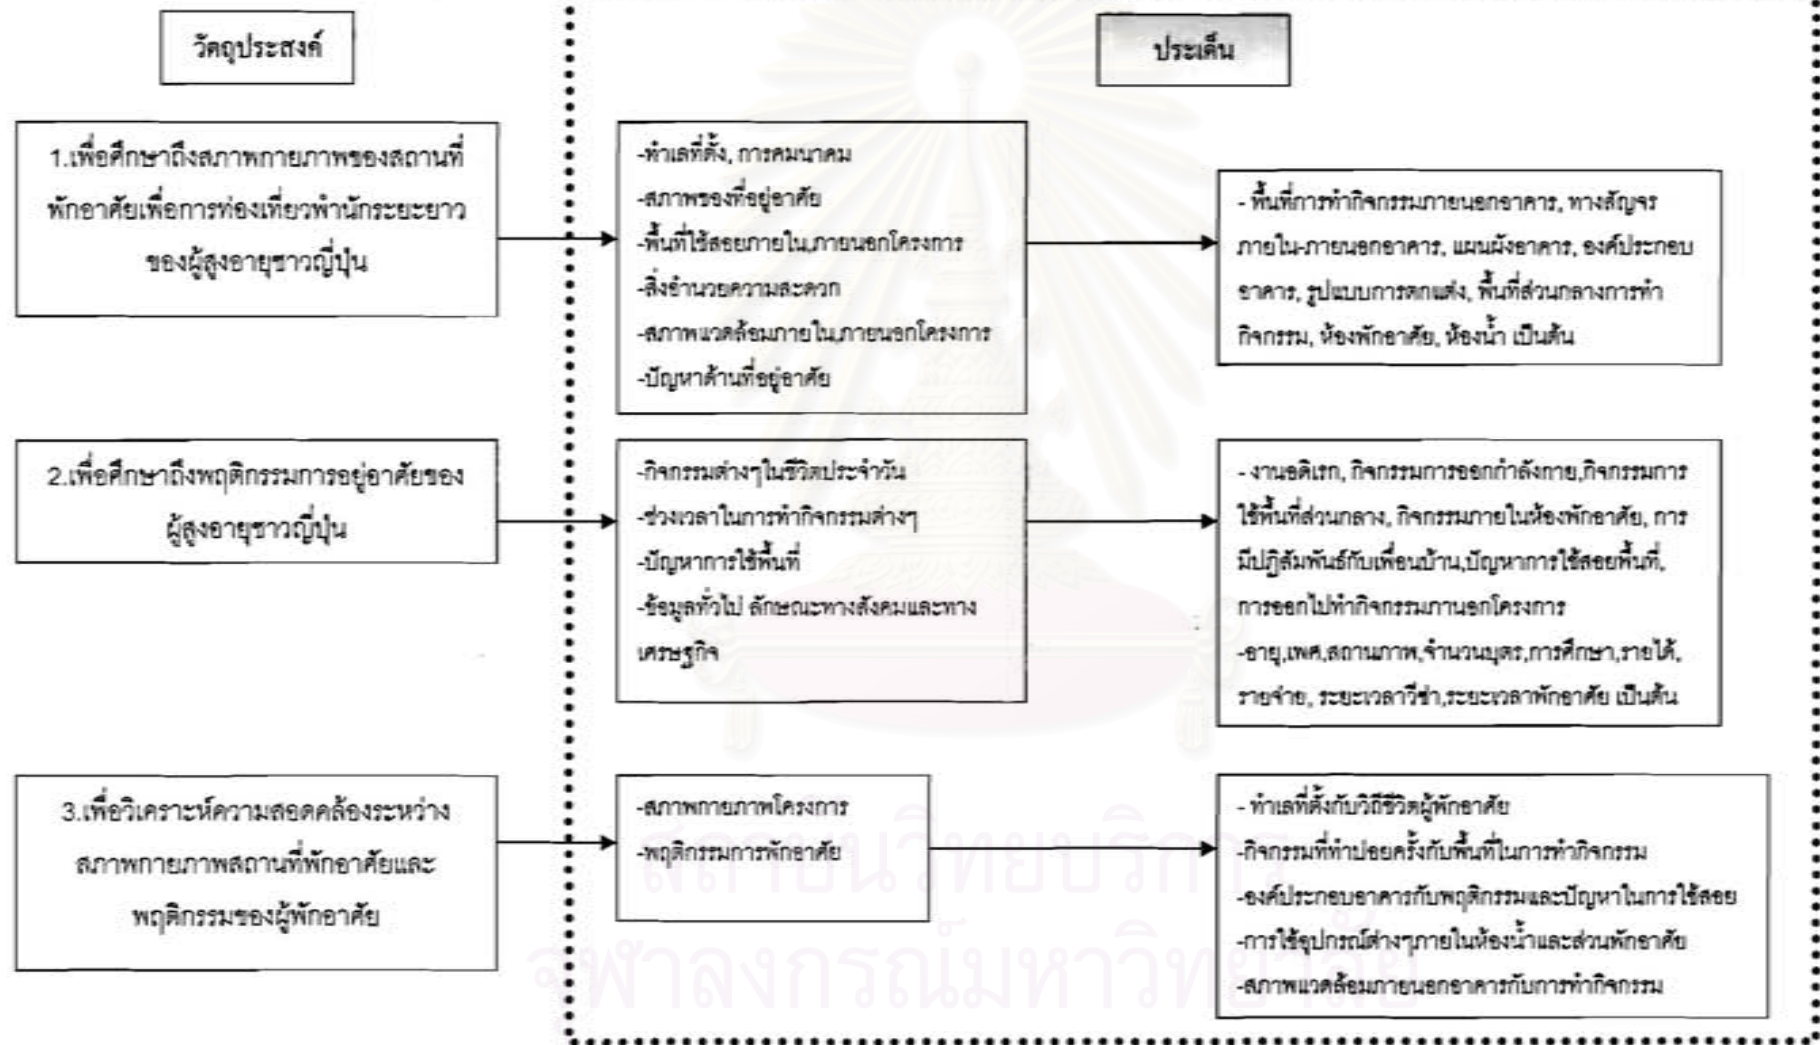 วัตถุประสงค์
ประเด็น
1.เพื่อศึกษาถึงสภาพกายภาพของสถานที่
พักอาศัยเพื่อการท่องเที่ยวพำนักระยะยาว
ของผู้สูงอายุชาวญี่ปุ่น
-ทำเลที่ตั้ง, การคมนาคม
-สภาพของที่อยู่อาศัย
-พื้นที่ใช้สอยภายใน,ภายนอกโครงการ
-สิ่งอำนวยความสะดวก
-สภาพแวดล้อมภายใน,ภายนอกโครงการ
-ปัญหาด้านที่อยู่อาศัย
- พื้นที่การทำกิจกรรมภายนอกอาคาร, ทางสัญจร
ภายใน-ภายนอกอาคาร, แผนผังอาคาร, องค์ประกอบ
อาคาร, รูปแบบการตกแต่ง, พื้นที่ส่วนกลางการทำ
กิจกรรม, ห้องพักอาศัย, ห้องน้ำ เป็นต้น
2.เพื่อศึกษาถึงพฤติกรรมการอยู่อาศัยของ
ผู้สูงอายุชาวญี่ปุ่น
-กิจกรรมต่างๆในชีวิตประจำวัน
-ช่วงเวลาในการทำกิจกรรมต่างๆ
-ปัญหาการใช้พื้นที่
-ข้อมูลทั่วไป ลักษณะทางสังคมและทาง
เศรษฐกิจ
- งานอดิเรก, กิจกรรมการออกกำลังกาย,กิจกรรมการ
ใช้พื้นที่ส่วนกลาง, กิจกรรมภายในห้องพักอาศัย, การ
มีปฏิสัมพันธ์กับเพื่อนบ้าน,ปัญหาการใช้สอยพื้นที่,
การออกไปทำกิจกรรมภานอกโครงการ
-อายุ,เพศ,สถานภาพ,จำนวนบุตร,การศึกษา,รายได้,
รายจ่าย, ระยะเวลาวีซ่า,ระยะเวลาพักอาศัย เป็นต้น
3.เพื่อวิเคราะห์ความสอดคล้องระหว่าง
สภาพกายภาพสถานที่พักอาศัยและ
พฤติกรรมของผู้พักอาศัย
-สภาพกายภาพโครงการ
-พฤติกรรมการพักอาศัย
- ทำเลที่ตั้งกับวิถีชีวิตผู้พักอาศัย
-กิจกรรมที่ทำบ่อยครั้งกับพื้นที่ในการทำกิจกรรม
-องค์ประกอบอาคารกับพฤติกรรมและปัญหาในการใช้สอย
-การใช้อุปกรณ์ต่างๆภายในห้องน้ำและส่วนพักอาศัย
-สภาพแวดล้อมภายนอกอาคารกับการทำกิจกรรม
สถาบันวิทยบริการ
จุฬาลงกรณ์มหาวิทยาลัย